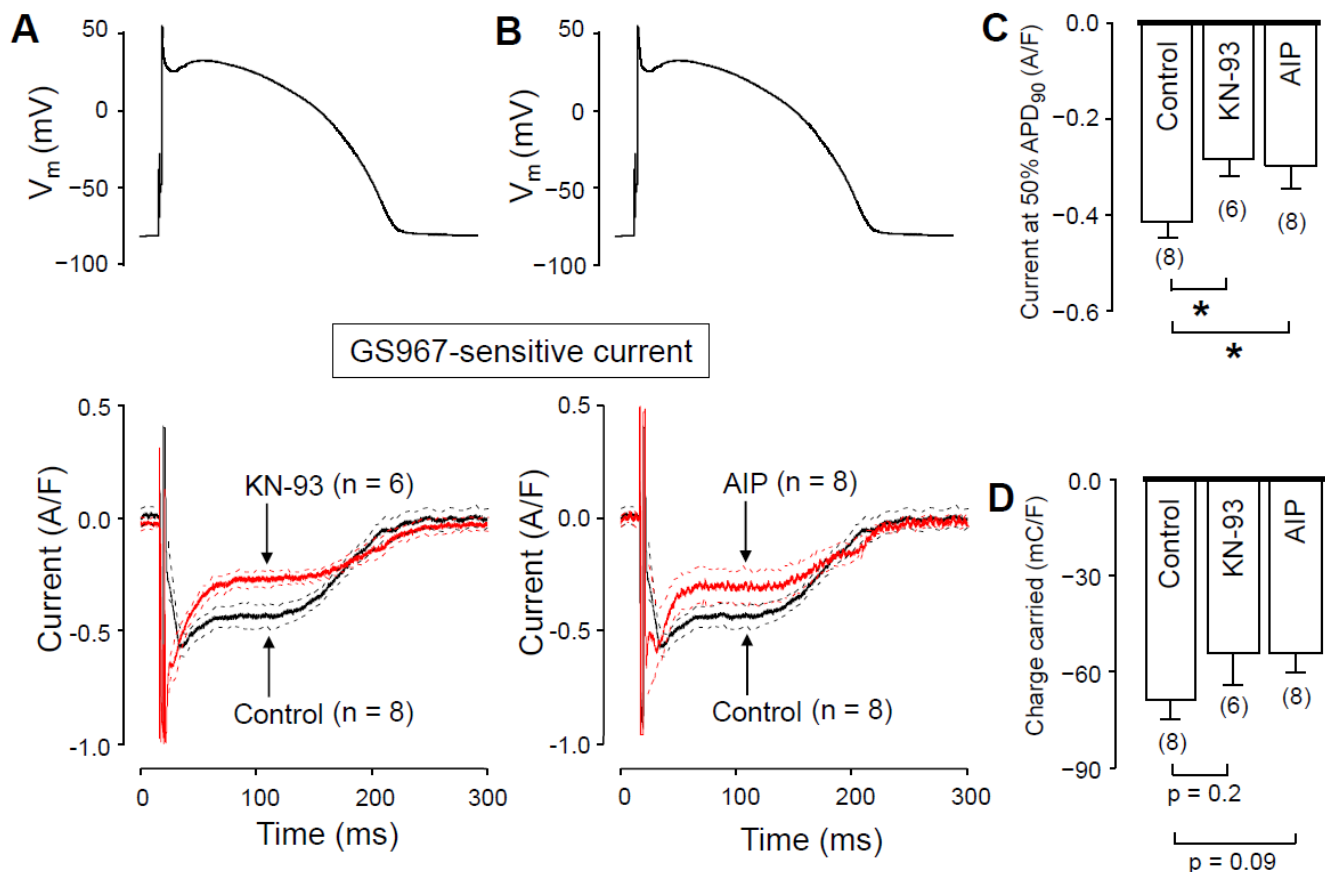 A
50
0
−50
−100
Vm (mV)
B
50
0
−50
−100
Vm (mV)
GS967-sensitive current
0.5
0.0
-0.5
-1.0
Current (A/F)
KN-93 (n = 6)
Control (n = 8)
0
100
200
300
Time (ms)
0.5
0.0
-0.5
-1.0
Current (A/F)
AIP (n = 8)
Control (n = 8)
0
100
200
300
Time (ms)
C
0.0
−0.2
−0.4
−0.6
Current at 50% APD90 (A/F)
Control
KN-93
AIP
(8)
(6)
(8)
*
*
D
0.0
−30
−60
−90
Charge carried (mC/F)
Control
KN-93
AIP
(8)
(6)
(8)
p = 0.2
p = 0.09